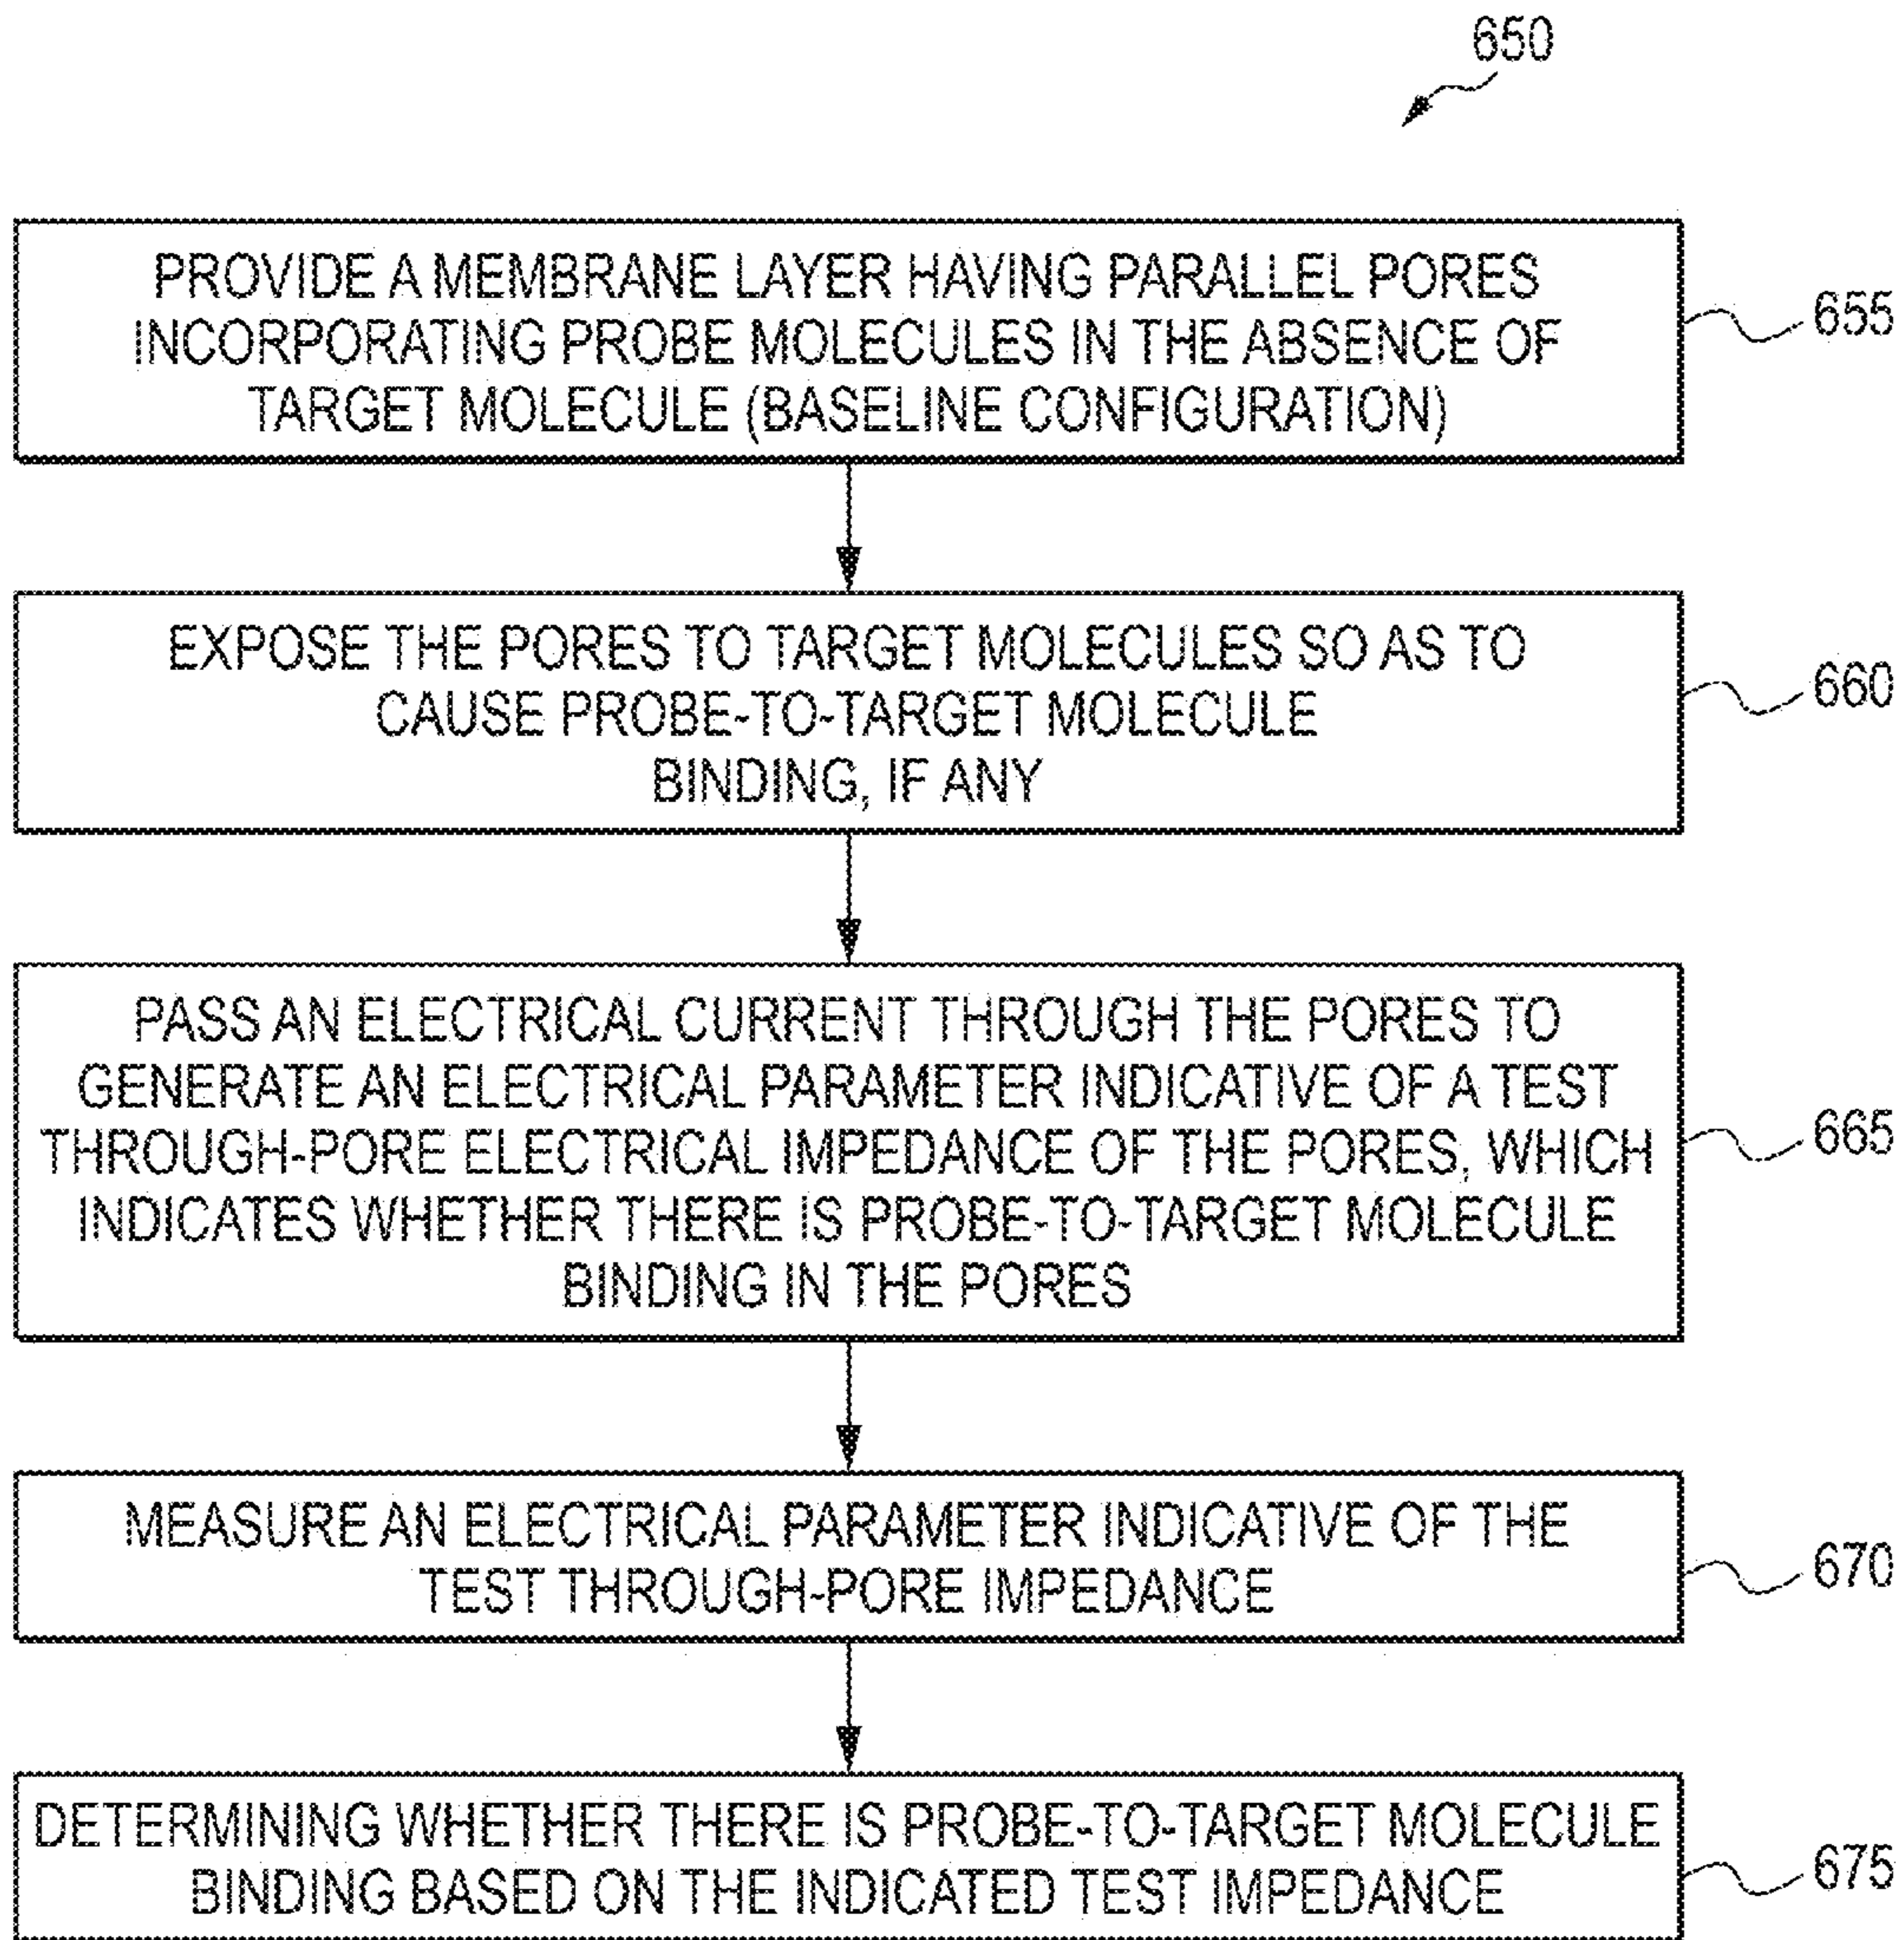 650
PROVIDE A MEMBRANE LAYER HAVING PARALLEL PORES
INCORPORATING PROBE MOLECULES IN THE ABSENCE OF
TARGET MOLECULE (BASELINE CONFIGURATION)
655
EXPOSE THE PORES TO TARGET MOLECULES SO AS TO
CAUSE PROBE-TO-TARGET MOLECULE
BINDING, IF ANY
660
PASS AN ELECTRICAL CURRENT THROUGH THE PORES TO
GENERATE AN ELECTRICAL PARAMETER INDICATIVE OF A TEST
THROUGH-PORE ELECTRICAL IMPEDANCE OF THE PORES, WHICH
INDICATES WHETHER THERE IS PROBE-TO-TARGET MOLECULE
BINDING IN THE PORES
665
MEASURE AN ELECTRICAL PARAMETER INDICATIVE OF THE
TEST THROUGH-PORE IMPEDANCE
670
DETERMINING WHETHER THERE IS PROBE-TO-TARGET MOLECULE
BINDING BASED ON THE INDICATED TEST IMPEDANCE
675